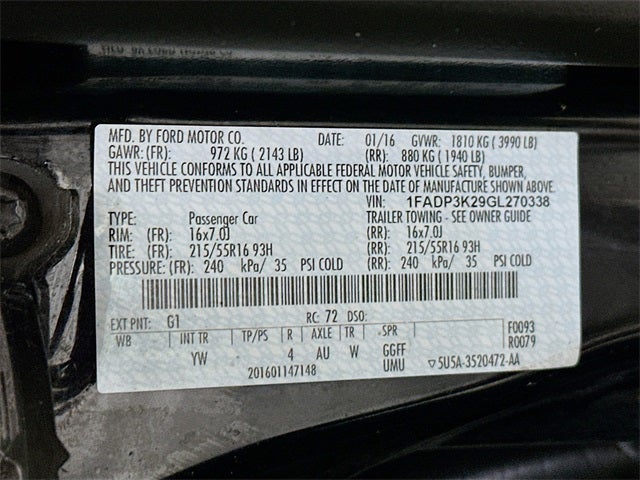 MFD. BY FORD MOTOR CO. DATE: 01/16 GVWR: 1810 KG ( 3990 LB)
GAWR: (FR): 972 KG ( 2143 LB) (RR): 880 KG ( 1940 LB)
THIS VEHICLE CONFORMS TO ALL APPLICABLE FEDERAL MOTOR VEHICLE SAFETY, BUMPER,
AND THEFT PREVENTION STANDARDS IN EFFECT ON THE DATE OF MANUFACTURE SHOWN ABOVE.
VIN: 1FADP3K29GL270338
TYPE: Passenger Car TRAILER TOWING - SEE OWNER GUIDE
RIM: (FR): 16x7.0J (RR): 16x7.0J
TIRE: (FR): 215/55R16 93H (RR): 215/55R16 93H
PRESSURE: (FR): 240 kPa/ 35 PSI COLD (RR): 240 kPa/ 35 PSI COLD
EXT PNT: G1 RC: 72 DSO:
WB INT TR TP/PS R AXLE TR SPR F0093
YW 4 AU W GGFF R0079
UMU
201601147148 ▽5U5A-3520472-AA